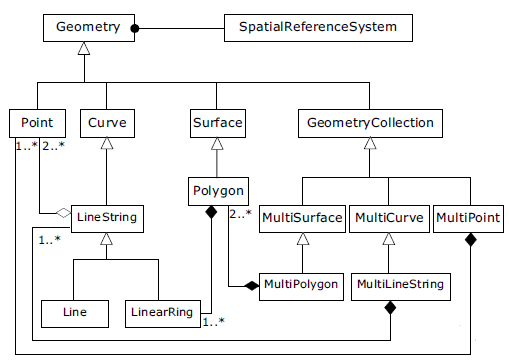 Geometry
SpatialReferenceSystem
Point
Curve
Surface
GeometryCollection
1..*
2..*
Polygon
LineString
2..*
MultiSurface
MultiCurve
MultiPoint
1..*
MultiPolygon
MultiLineString
Line
LinearRing
1..*